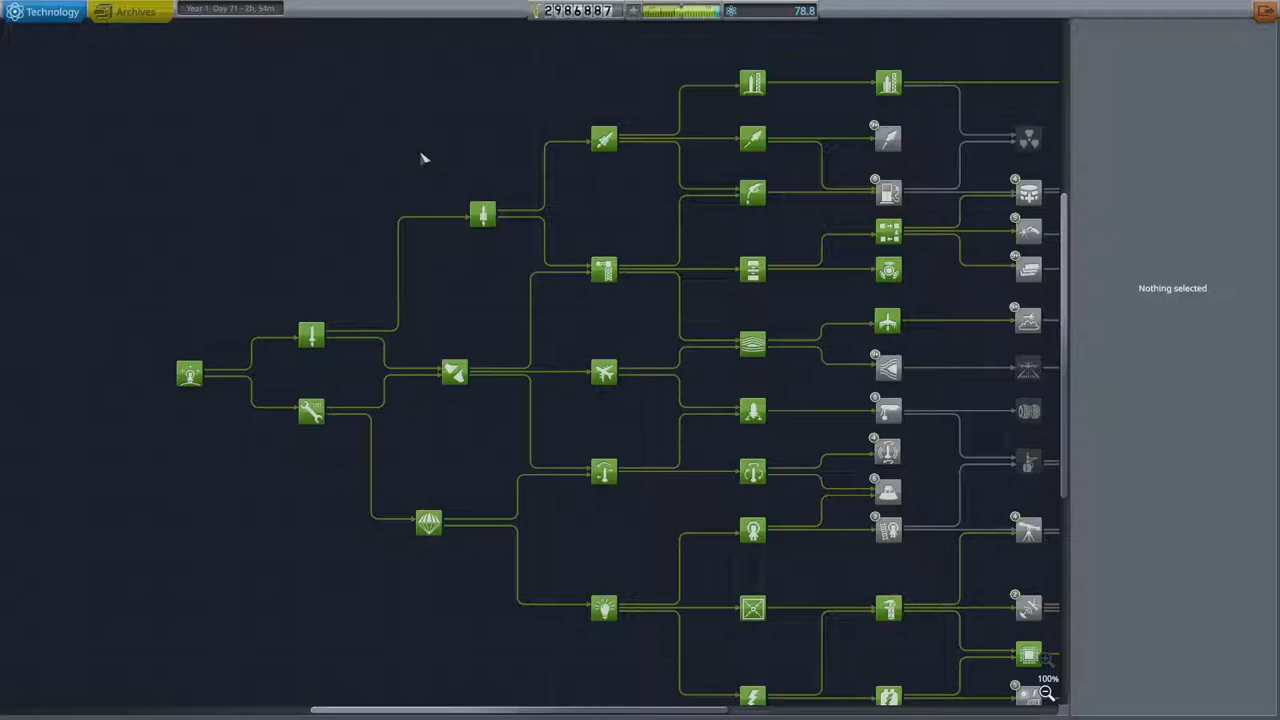 Technology
Archives
Year 1, Day 71 - 2h, 54m
2986887
78.8
Nothing selected
100%